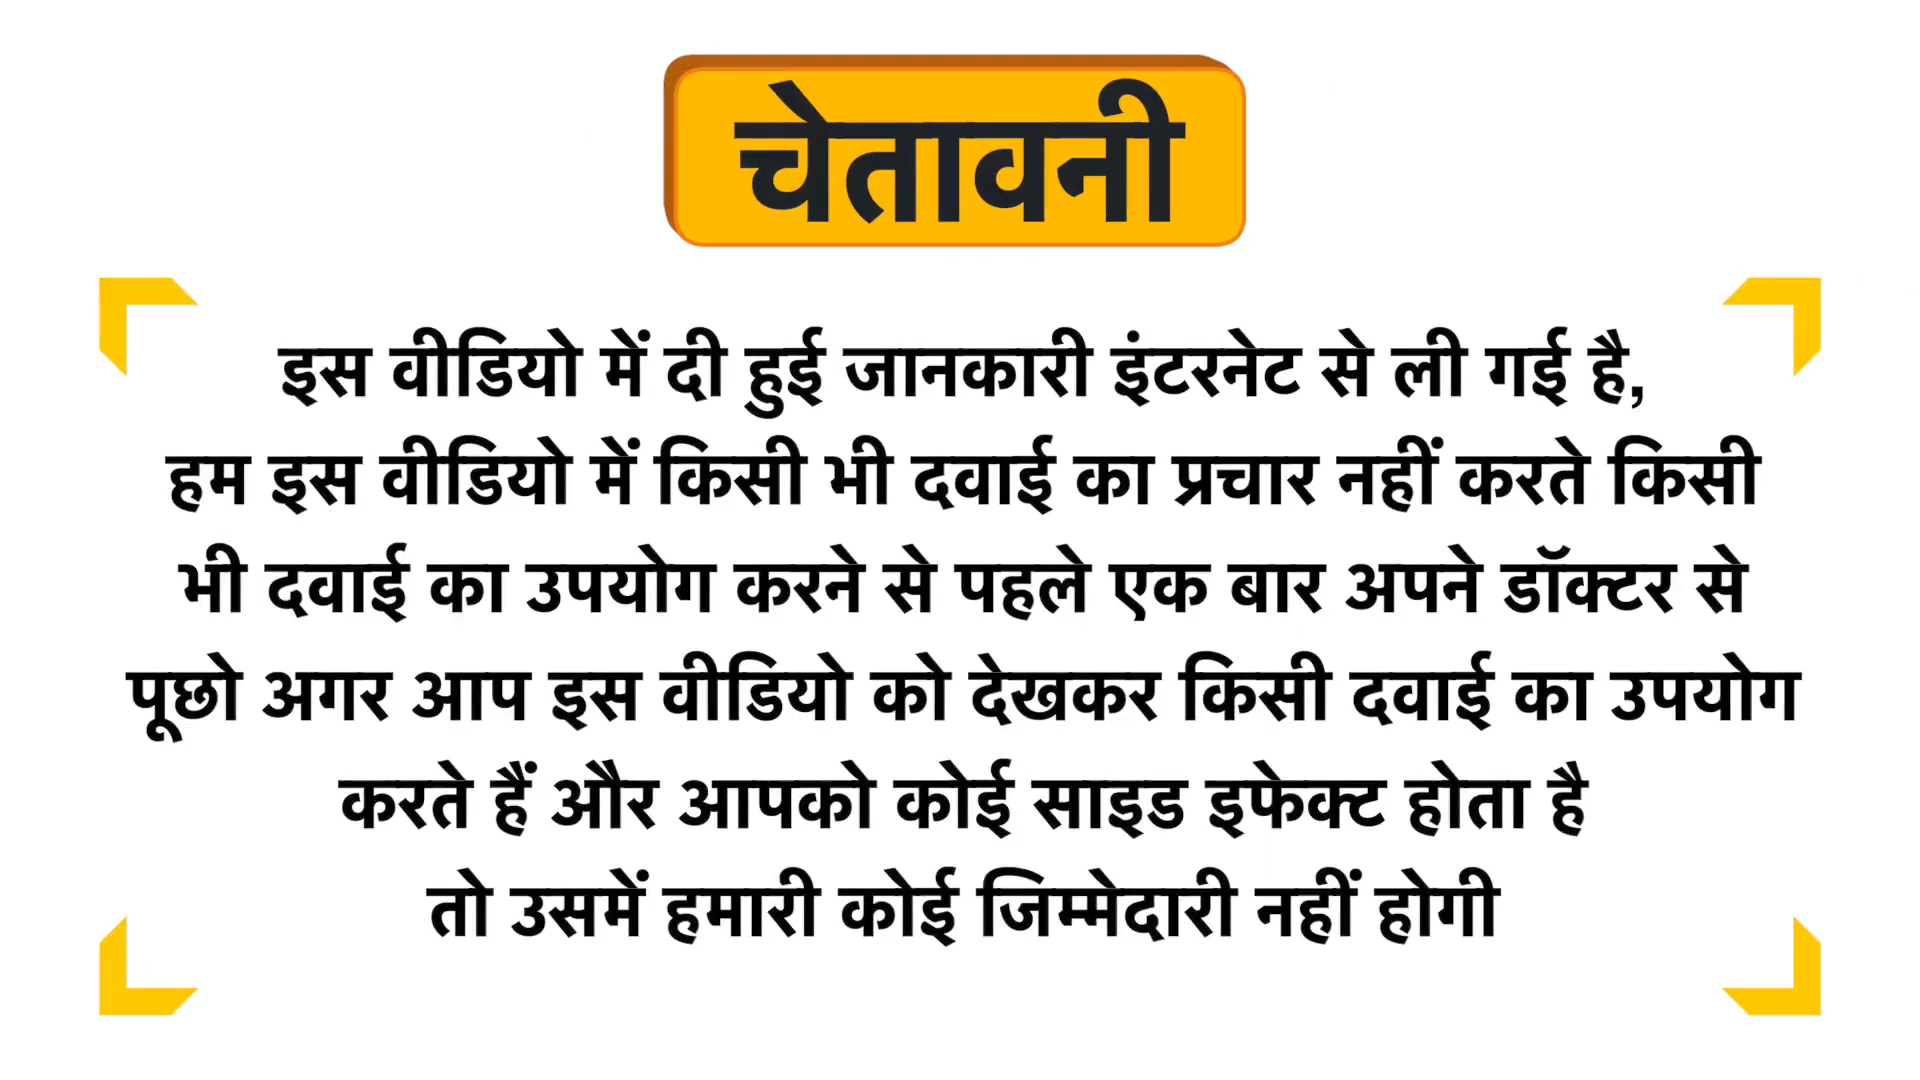 चेतावनी
इस वीडियो में दी हुई जानकारी इंटरनेट से ली गई है,
हम इस वीडियो में किसी भी दवाई का प्रचार नहीं करते किसी
भी दवाई का उपयोग करने से पहले एक बार अपने डॉक्टर से
पूछो अगर आप इस वीडियो को देखकर किसी दवाई का उपयोग
करते हैं और आपको कोई साइड इफेक्ट होता है
तो उसमें हमारी कोई जिम्मेदारी नहीं होगी